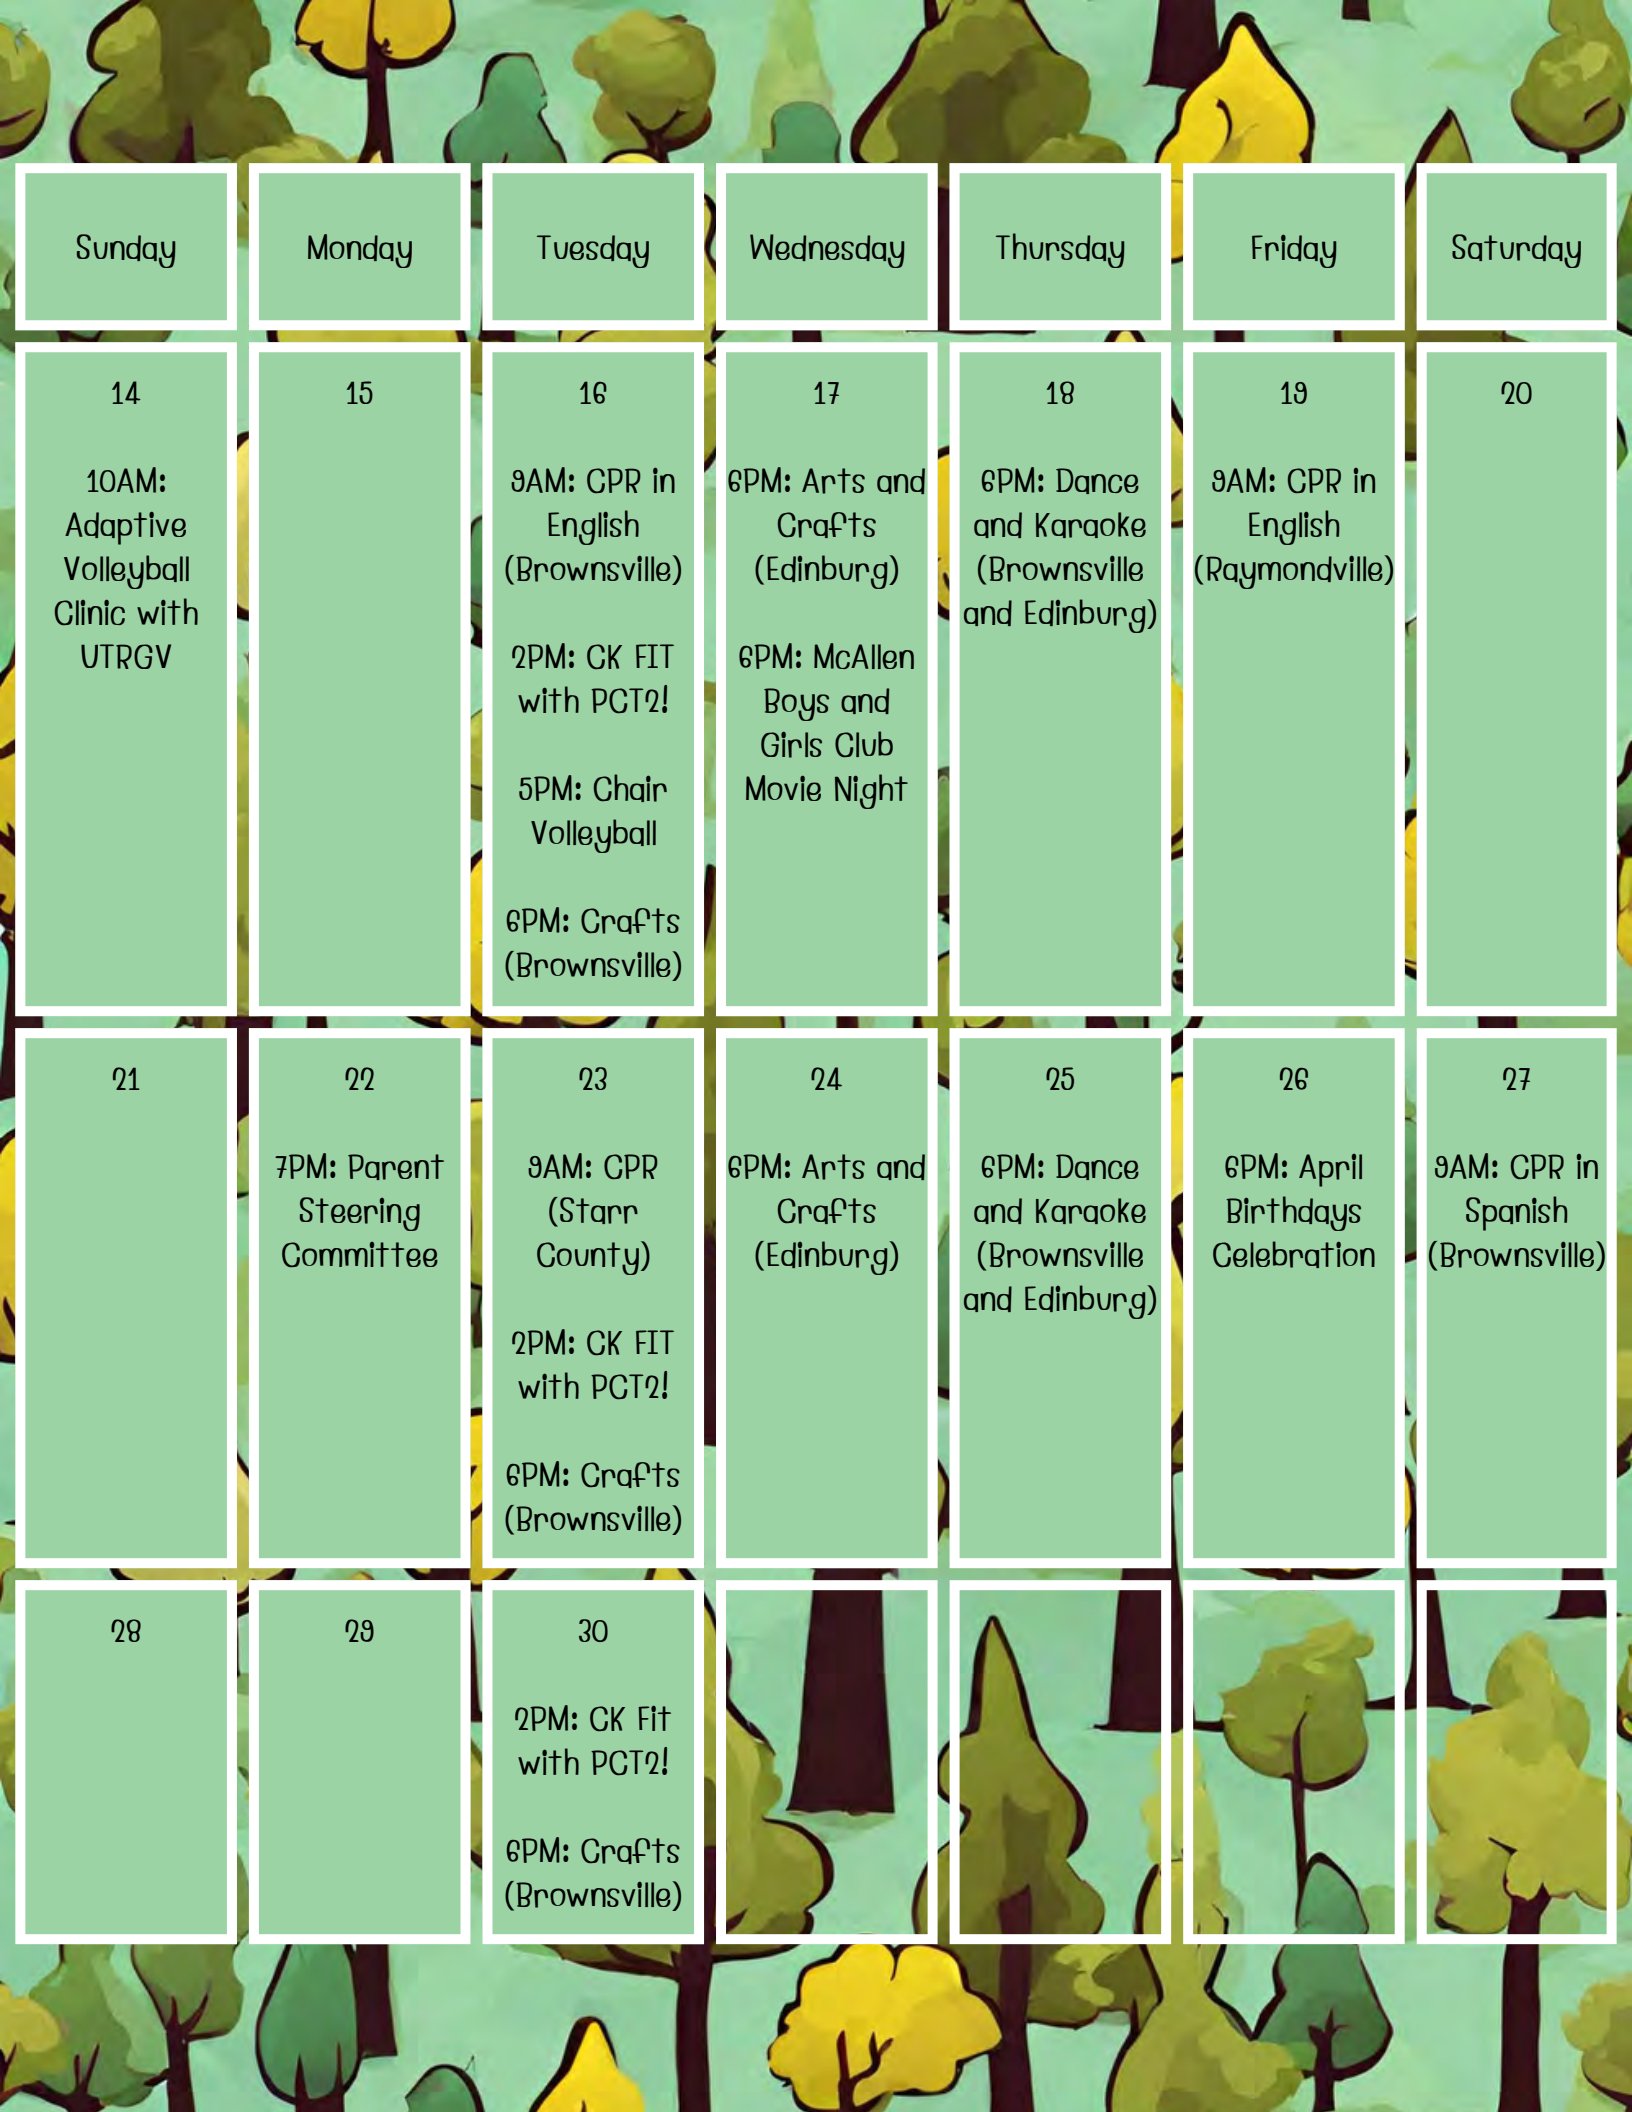 Sunday
Monday
Tuesday
Wednesday
Thursday
Friday
Saturday
14
10AM:
Adaptive
Volleyball
Clinic with
UTRGV
15
16
9AM: CPR in
English
(Brownsville)
2PM: CK FIT
with PCT2!
5PM: Chair
Volleyball
6PM: Crafts
(Brownsville)
17
6PM: Arts and
Crafts
(Edinburg)
6PM: McAllen
Boys and
Girls Club
Movie Night
18
6PM: Dance
and Karaoke
(Brownsville
and Edinburg)
19
9AM: CPR in
English
(Raymondville)
20
21
22
7PM: Parent
Steering
Committee
23
9AM: CPR
(Starr
County)
2PM: CK FIT
with PCT2!
6PM: Crafts
(Brownsville)
24
6PM: Arts and
Crafts
(Edinburg)
25
6PM: Dance
and Karaoke
(Brownsville
and Edinburg)
26
6PM: April
Birthdays
Celebration
27
9AM: CPR in
Spanish
(Brownsville)
28
29
30
2PM: CK Fit
with PCT2!
6PM: Crafts
(Brownsville)